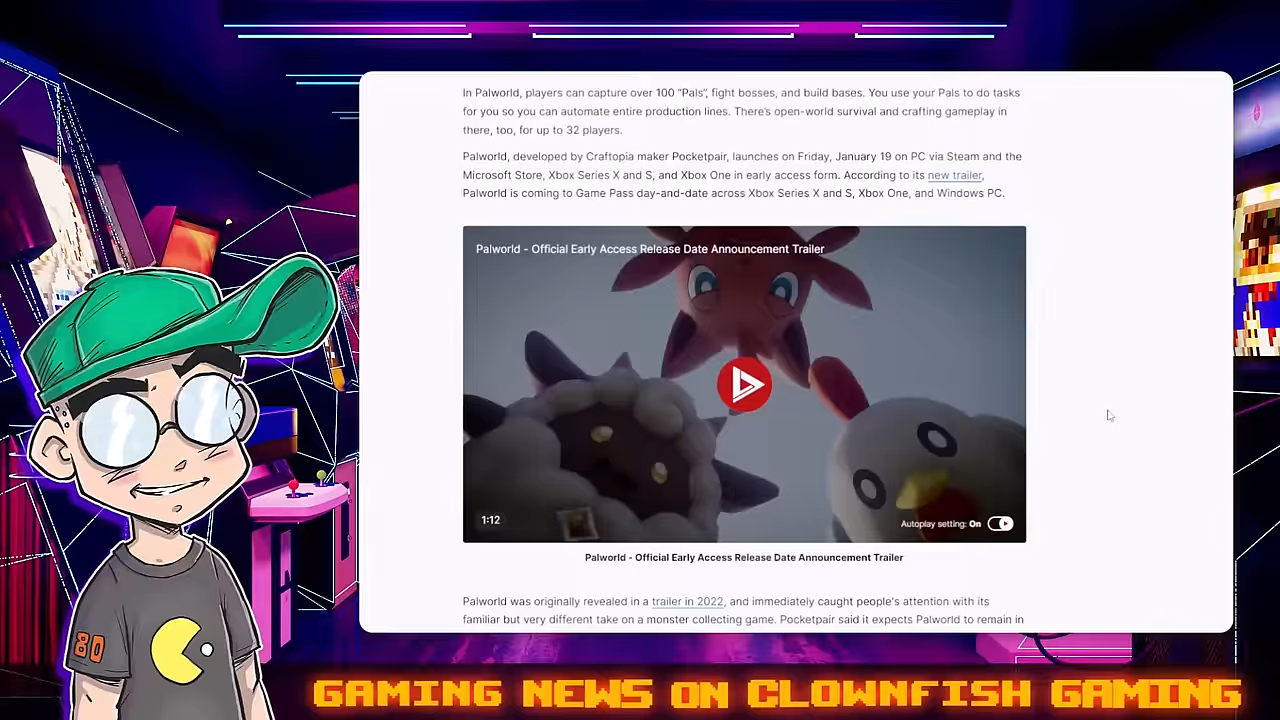 In Palworld, players can capture over 100 “Pals”, fight bosses, and build bases. You use your Pals to do tasks
for you so you can automate entire production lines. There's open-world survival and crafting gameplay in
there, too, for up to 32 players.
Palworld, developed by Craftopia maker Pocketpair, launches on Friday, January 19 on PC via Steam and the
Microsoft Store, Xbox Series X and S, and Xbox One in early access form. According to its new trailer,
Palworld is coming to Game Pass day-and-date across Xbox Series X and S, Xbox One, and Windows PC.
Palworld - Official Early Access Release Date Announcement Trailer
1:12
Autoplay setting: On
Palworld - Official Early Access Release Date Announcement Trailer
Palworld was originally revealed in a trailer in 2022, and immediately caught people's attention with its
familiar but very different take on a monster collecting game. Pocketpair said it expects Palworld to remain in
80
GAMING NEWS ON CLOWNFISH GAMING